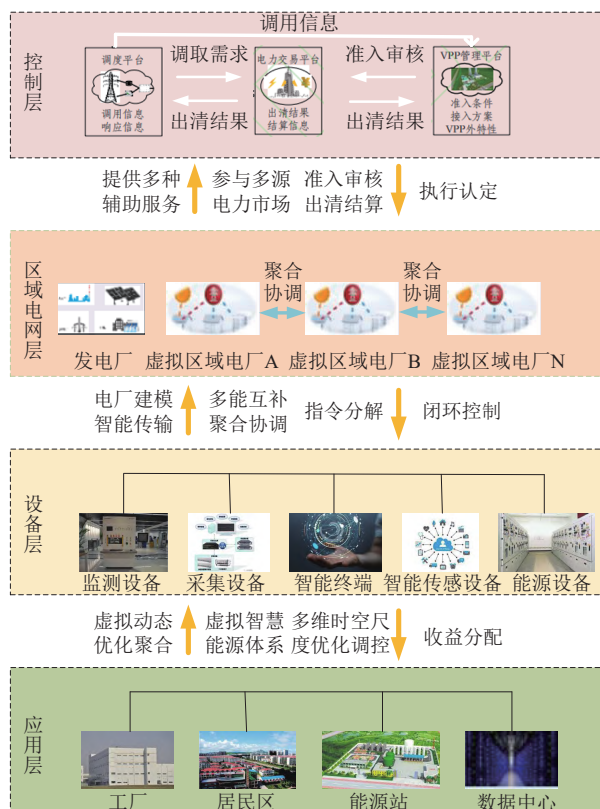 调用信息
控制层
调度平台
调用信息
响应信息
调取需求
出清结果
电力交易平台
出清结果
结算信息
准入审核
出清结果
VPP管理平台
准入条件
接入方案
VPP外特性
提供多种
辅助服务
参与多源
电力市场
准入审核
出清结算
执行认定
区域电网层
聚合
协调
聚合
协调
发电厂
虚拟区域电厂A
虚拟区域电厂B
虚拟区域电厂N
电厂建模
智能传输
多能互补
聚合协调
指令分解
闭环控制
设备层
监测设备
采集设备
智能终端
智能传感设备
能源设备
虚拟动态
优化聚合
虚拟智慧
能源体系
多维时空尺
度优化调控
收益分配
应用层
工厂
居民区
能源站
数据中心